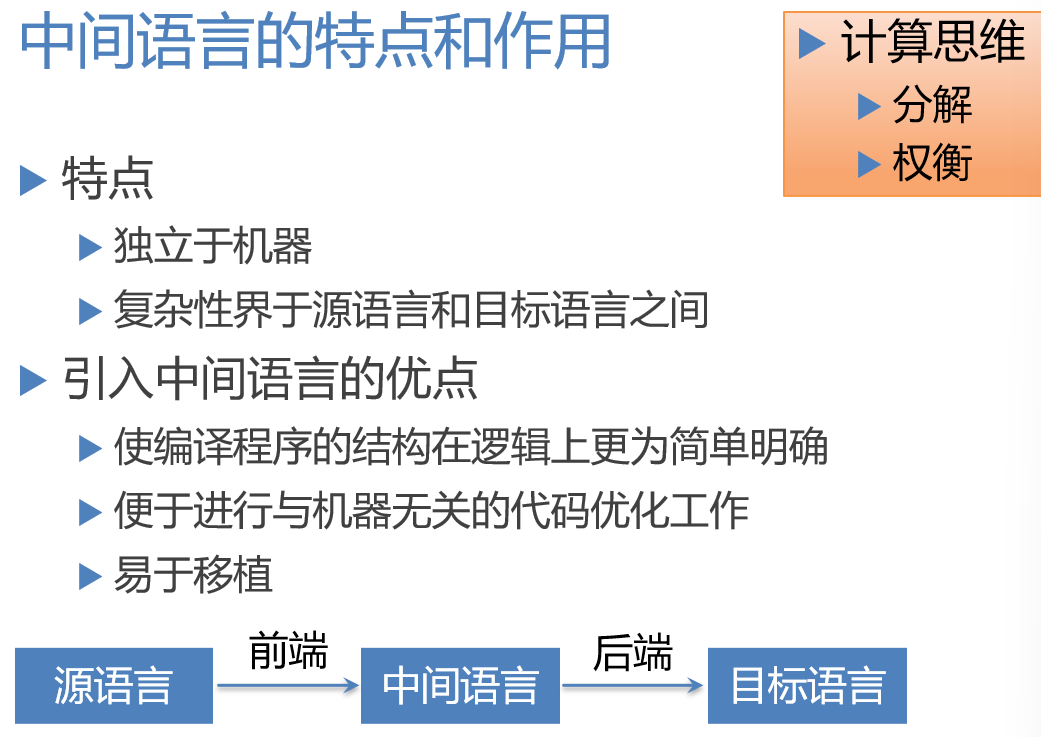 中间语言的特点和作用
计算思维
分解
权衡
特点
独立于机器
复杂性界于源语言和目标语言之间
引入中间语言的优点
使编译程序的结构在逻辑上更为简单明确
便于进行与机器无关的代码优化工作
易于移植
前端
后端
源语言
中间语言
目标语言